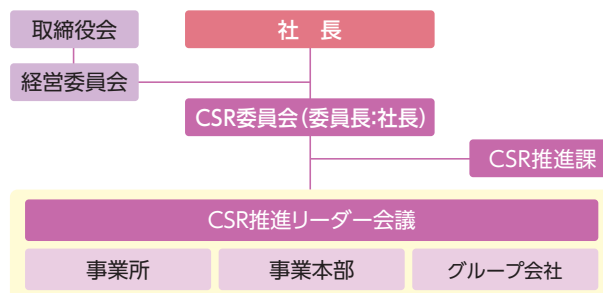 取締役会
社　長
経営委員会
CSR委員会（委員長:社長）
CSR推進課
CSR推進リーダー会議
事業所
事業本部
グループ会社